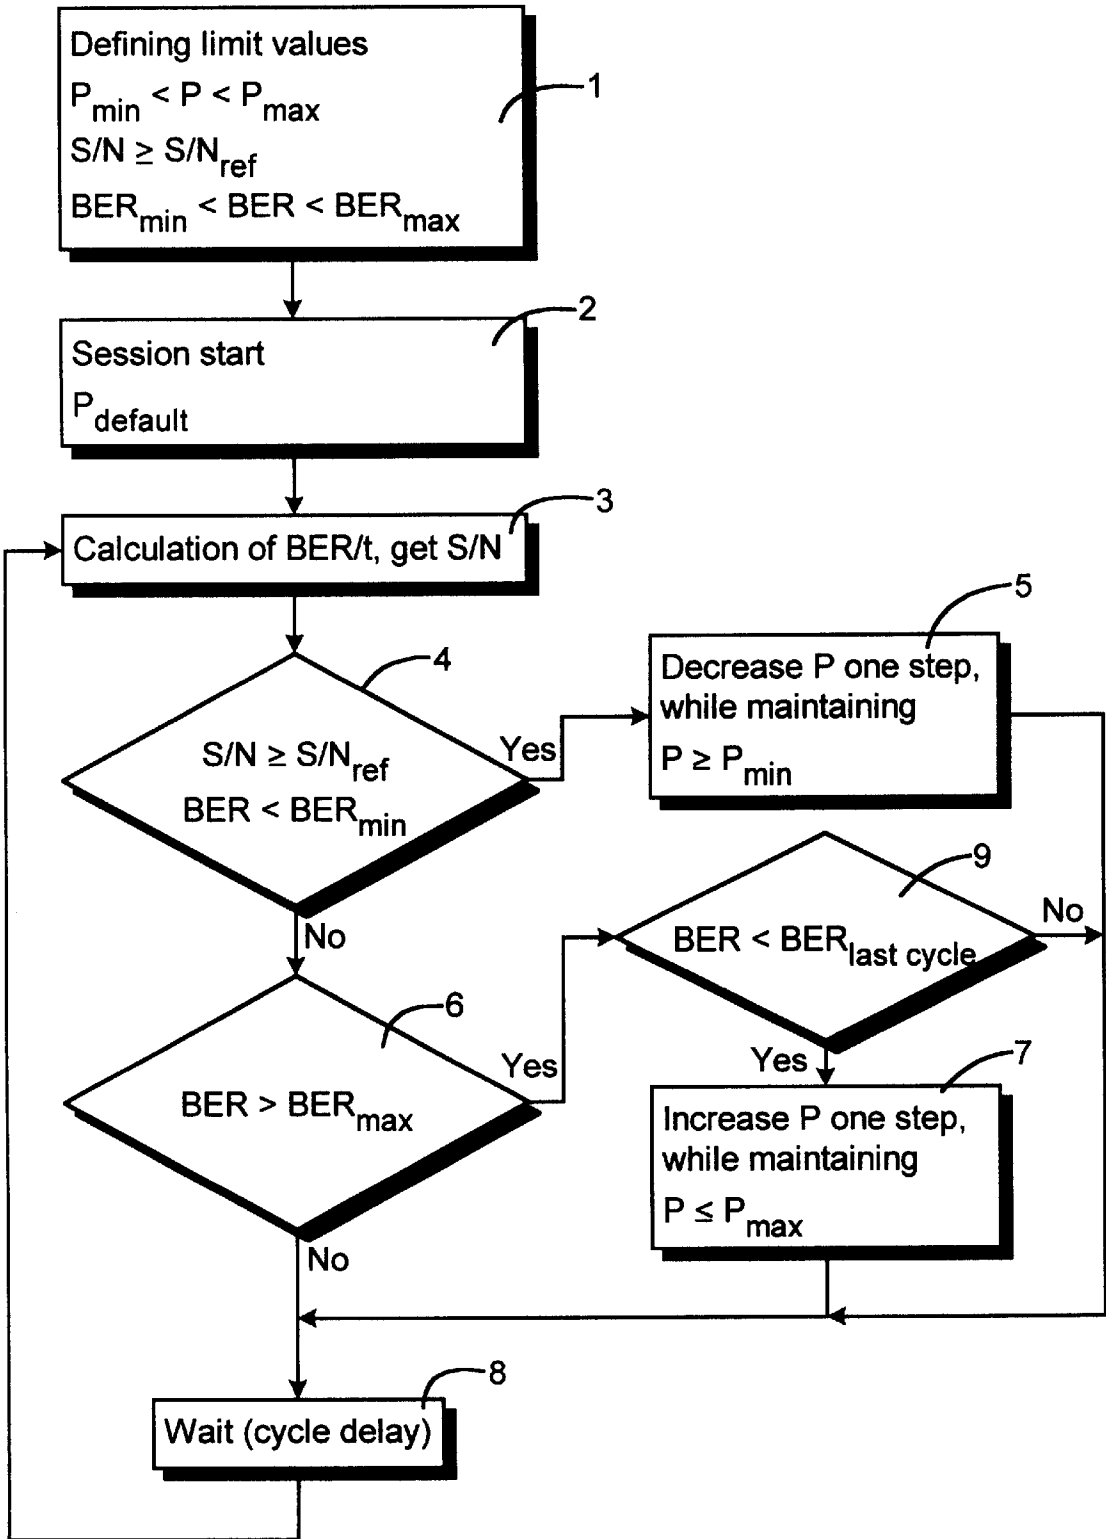 Defining limit values
1
P_min < P < P_max
S/N ≥ S/N_ref
BER_min < BER < BER_max
2
Session start
P_default
3
Calculation of BER/t, get S/N
4
S/N ≥ S/N_ref
BER < BER_min
Yes
No
5
Decrease P one step,
while maintaining
P ≥ P_min
9
BER < BER_last cycle
No
Yes
6
BER > BER_max
Yes
No
7
Increase P one step,
while maintaining
P ≤ P_max
8
Wait (cycle delay)